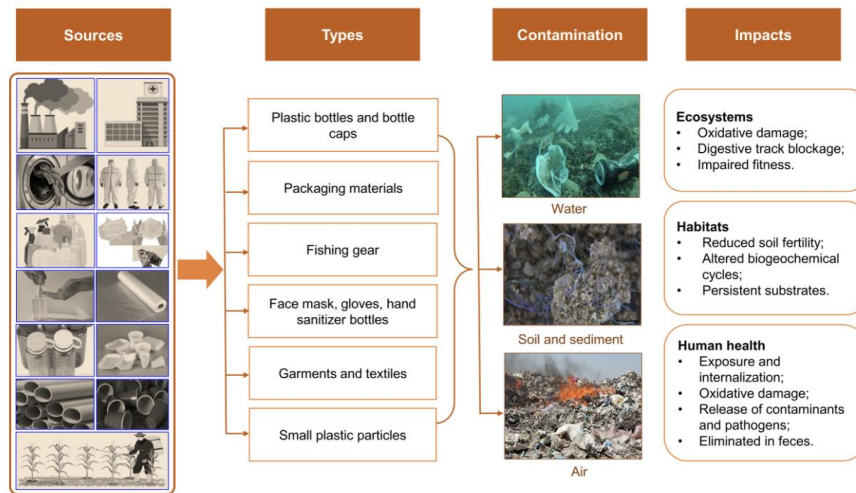 Sources
Types
Contamination
Impacts
Plastic bottles and bottle
caps
Packaging materials
Fishing gear
Face mask, gloves, hand
sanitizer bottles
Garments and textiles
Small plastic particles
Water
Soil and sediment
Air
Ecosystems
• Oxidative damage;
• Digestive track blockage;
• Impaired fitness.
Habitats
• Reduced soil fertility;
• Altered biogeochemical
cycles;
• Persistent substrates.
Human health
• Exposure and
internalization;
• Oxidative damage;
• Release of contaminants
and pathogens;
• Eliminated in feces.